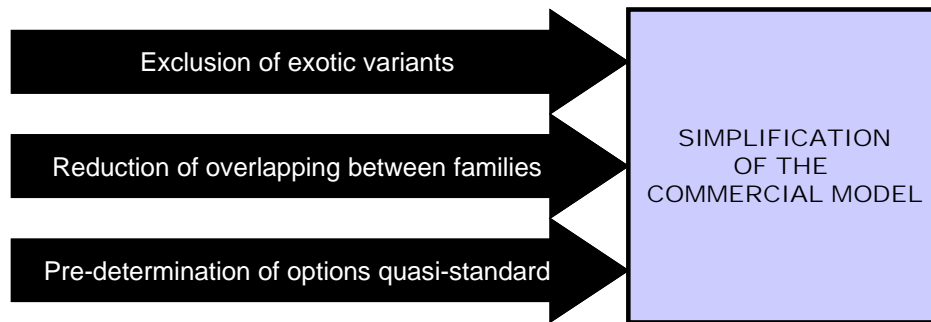 Exclusion of exotic variants
Reduction of overlapping between families
Pre-determination of options quasi-standard
SIMPLIFICATION
OF THE
COMMERCIAL MODEL